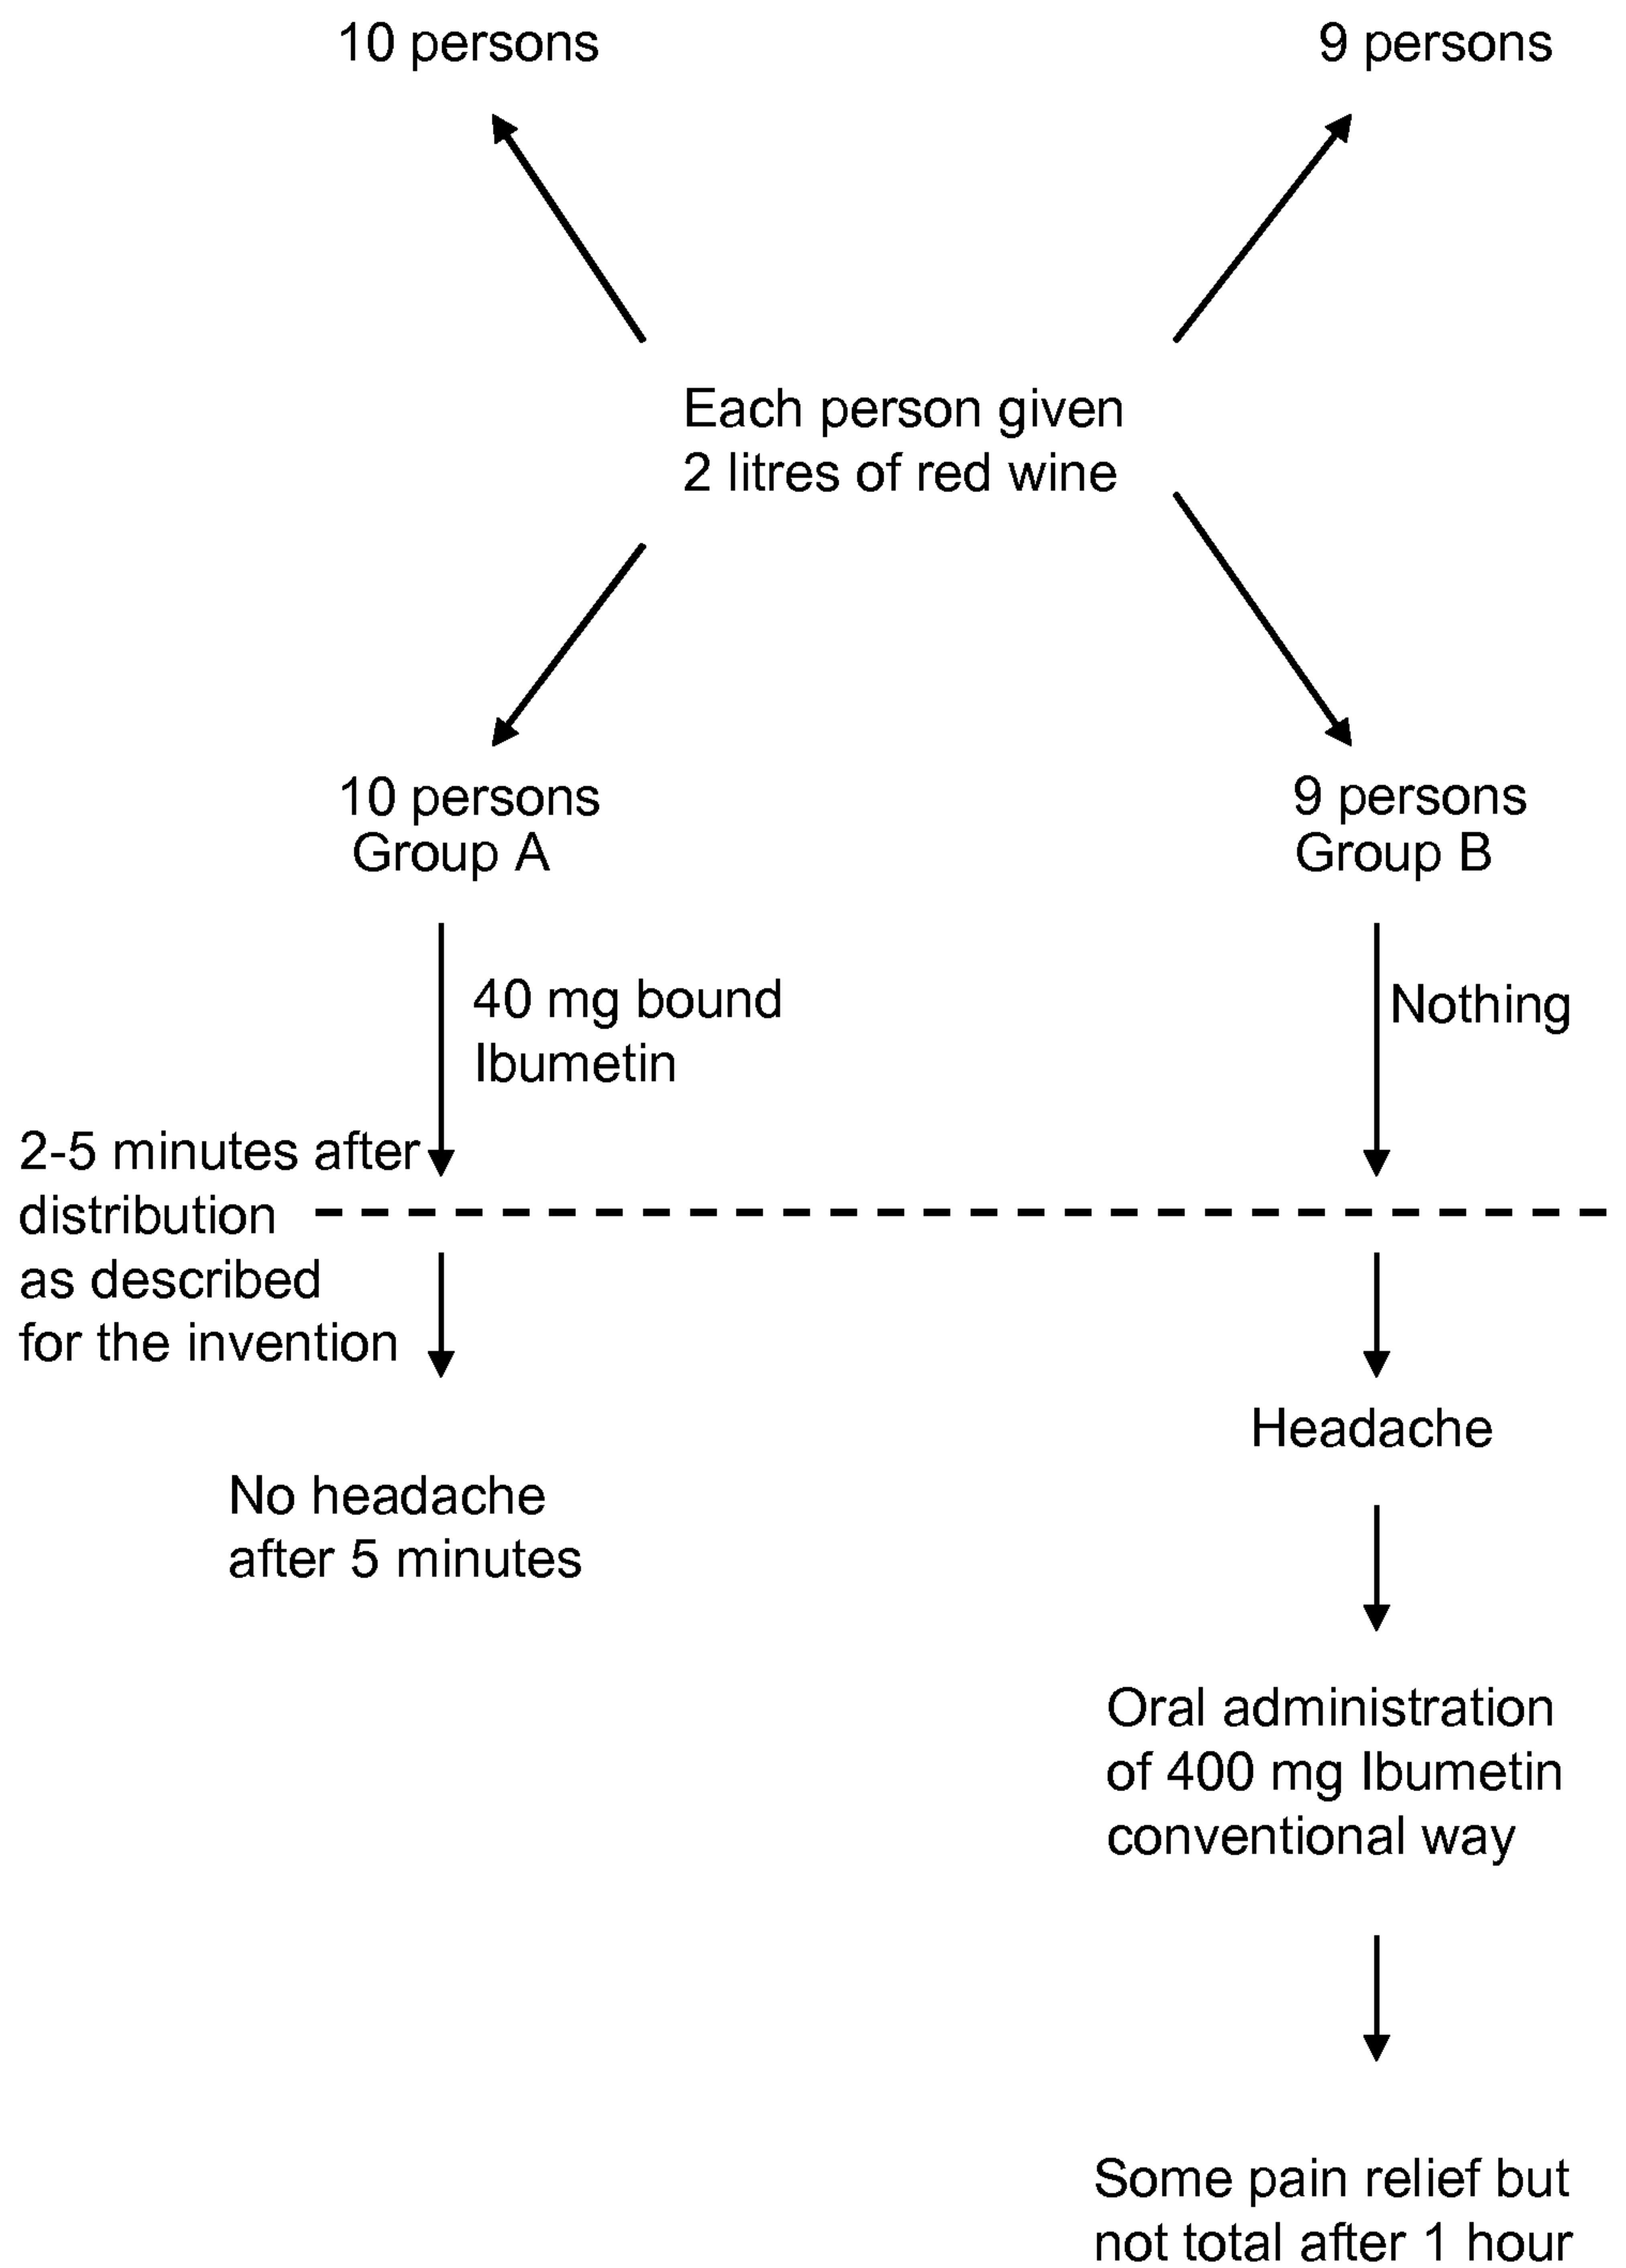 10 persons
9 persons
Each person given
2 litres of red wine
10 persons
Group A
9 persons
Group B
40 mg bound
Ibumetin
Nothing
2-5 minutes after
distribution
as described
for the invention
Headache
No headache
after 5 minutes
Oral administration
of 400 mg Ibumetin
conventional way
Some pain relief but
not total after 1 hour